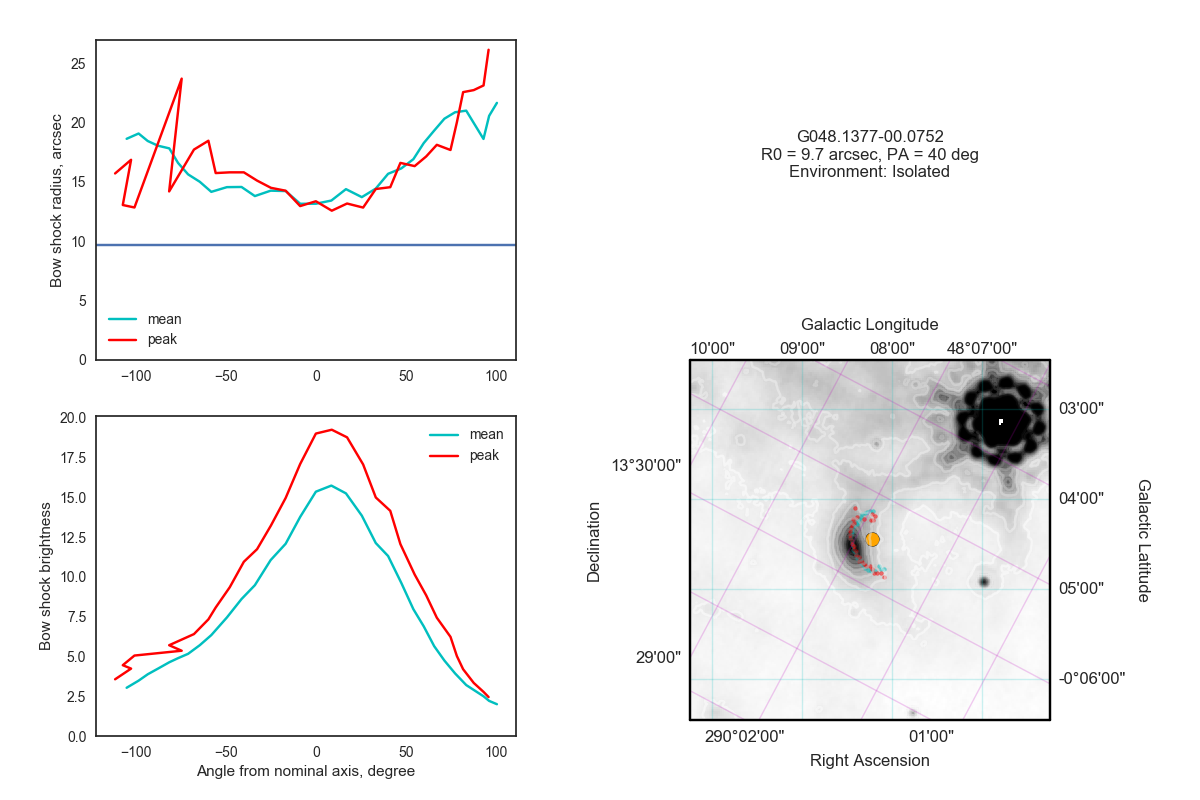 25
20
15
10
5
0
Bow shock radius, arcsec
mean
peak
−100
−50
0
50
100
20.0
17.5
15.0
12.5
10.0
7.5
5.0
2.5
0.0
Bow shock brightness
mean
peak
−100
−50
0
50
100
Angle from nominal axis, degree
G048.1377-00.0752
R0 = 9.7 arcsec, PA = 40 deg
Environment: Isolated
Galactic Longitude
10'00" 09'00" 08'00" 48°07'00"
03'00"
04'00"
05'00"
-0°06'00"
Galactic Latitude
13°30'00"
29'00"
Declination
290°02'00" 01'00"
Right Ascension